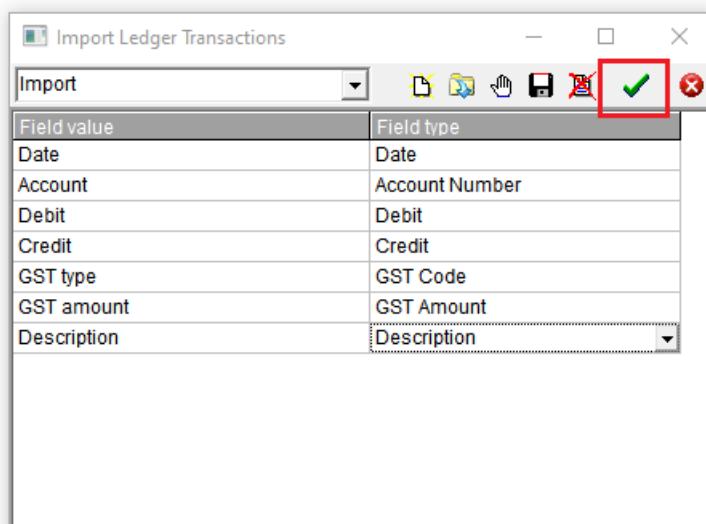 Import Ledger Transactions
Import
Field value Field type
Date Date
Account Account Number
Debit Debit
Credit Credit
GST type GST Code
GST amount GST Amount
Description Description